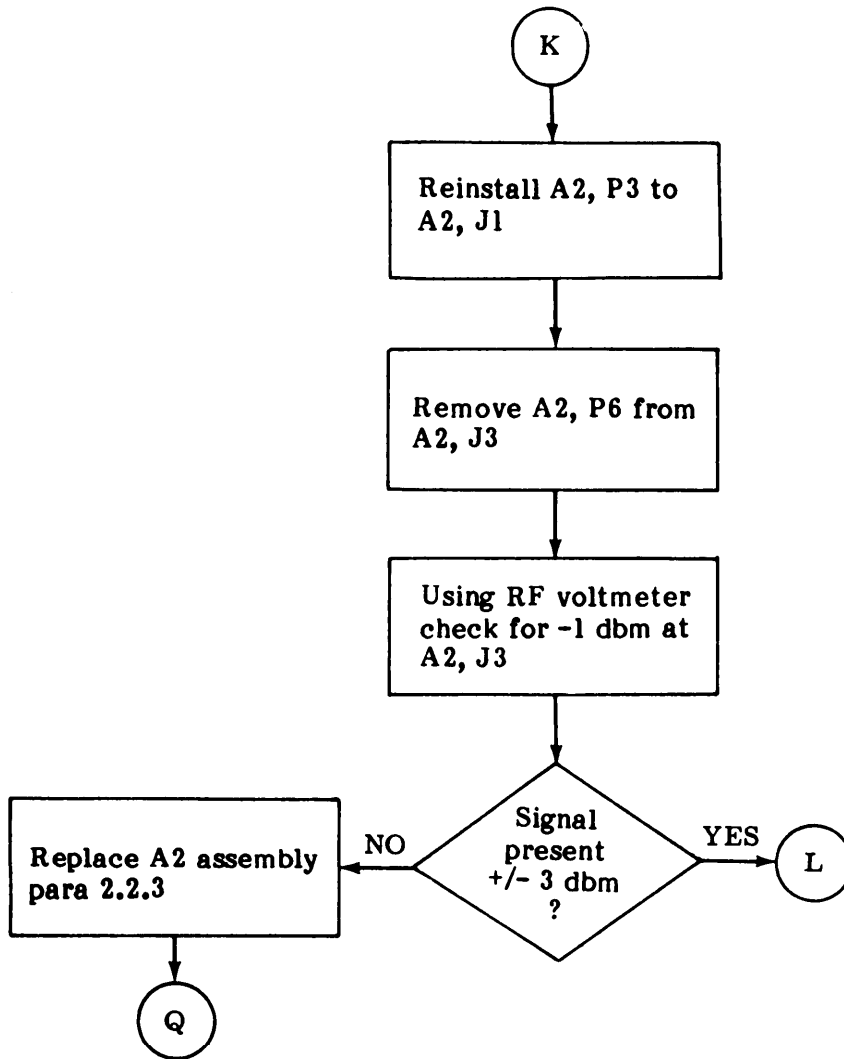 K
Reinstall A2, P3 to
A2, J1
Remove A2, P6 from
A2, J3
Using RF voltmeter
check for -1 dbm at
A2, J3
Signal
present
+/- 3 dbm
?
NO
YES
Replace A2 assembly
para 2.2.3
L
Q